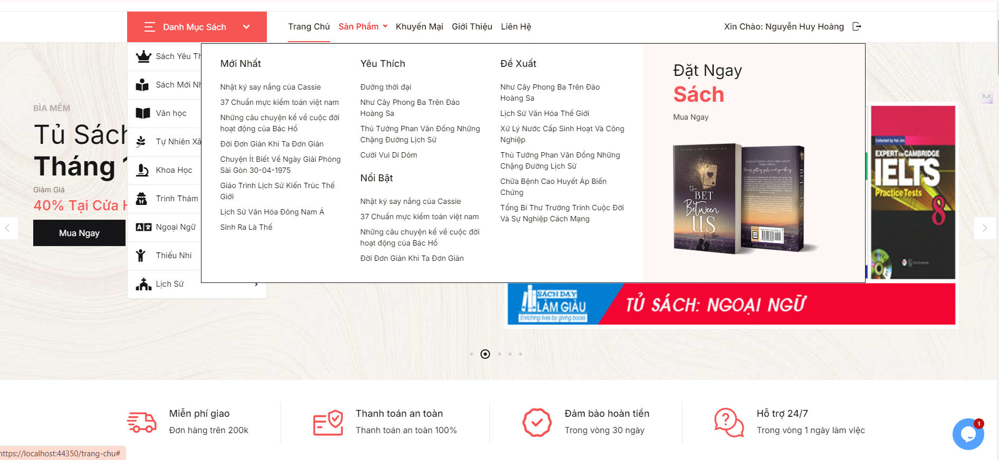 Danh Mục Sách
Trang Chủ
Sản Phẩm
Khuyến Mại
Giới Thiệu
Liên Hệ
Xin Chào: Nguyễn Huy Hoàng
Sách Yêu Th
Sách Mới Nh
Văn học
Tự Nhiên Xã
Khoa Học
Trinh Thám
Ngoại Ngữ
Thiếu Nhi
Lịch Sử
Mới Nhất
Nhật ký say nắng của Cassie
37 Chuẩn mực kiểm toán việt nam
Những câu chuyện kể về cuộc đời
hoạt động của Bác Hồ
Đời Đơn Giản Khi Ta Đơn Giản
Chuyện Ít Biết Về Ngày Giải Phóng
Sài Gòn 30-04-1975
Giáo Trình Lịch Sử Kiến Trúc Thế
Giới
Lịch Sử Văn Hóa Đông Nam Á
Sinh Ra Là Thế
Yêu Thích
Đường thời đại
Như Cây Phong Ba Trên Đảo
Hoàng Sa
Thủ Tướng Phan Văn Đồng Những
Chặng Đường Lịch Sử
Cười Vui Dí Dỏm
Nổi Bật
Nhật ký say nắng của Cassie
37 Chuẩn mực kiểm toán việt nam
Những câu chuyện kể về cuộc đời
hoạt động của Bác Hồ
Đời Đơn Giản Khi Ta Đơn Giản
Đề Xuất
Như Cây Phong Ba Trên Đảo
Hoàng Sa
Lịch Sử Văn Hóa Thế Giới
Xử Lý Nước Cấp Sinh Hoạt Và Công
Nghiệp
Thủ Tướng Phan Văn Đồng Những
Chặng Đường Lịch Sử
Chữa Bệnh Cao Huyết Áp Biến
Chứng
Tổng Bí Thư Trường Trinh Cuộc Đời
Và Sự Nghiệp Cách Mạng
Đặt Ngay
Sách
Mua Ngay
The
BET
Between
US
BÌA MỀM
Tủ Sách
Tháng 1
Giảm Giá
40% Tại Cửa H
Mua Ngay
Collected by Hai Jim
EXPERT ON CAMBRIDGE
IELTS
Practice Tests
8
SÁCH DẠY
LÀM GIÀU
Enriching lives by giving books
TỦ SÁCH: NGOẠI NGỮ
Miễn phí giao
Đơn hàng trên 200k
Thanh toán an toàn
Thanh toán an toàn 100%
Đảm bảo hoàn tiền
Trong vòng 30 ngày
Hỗ trợ 24/7
Trong vòng 1 ngày làm việc
1
https://localhost:44350/trang-chu#